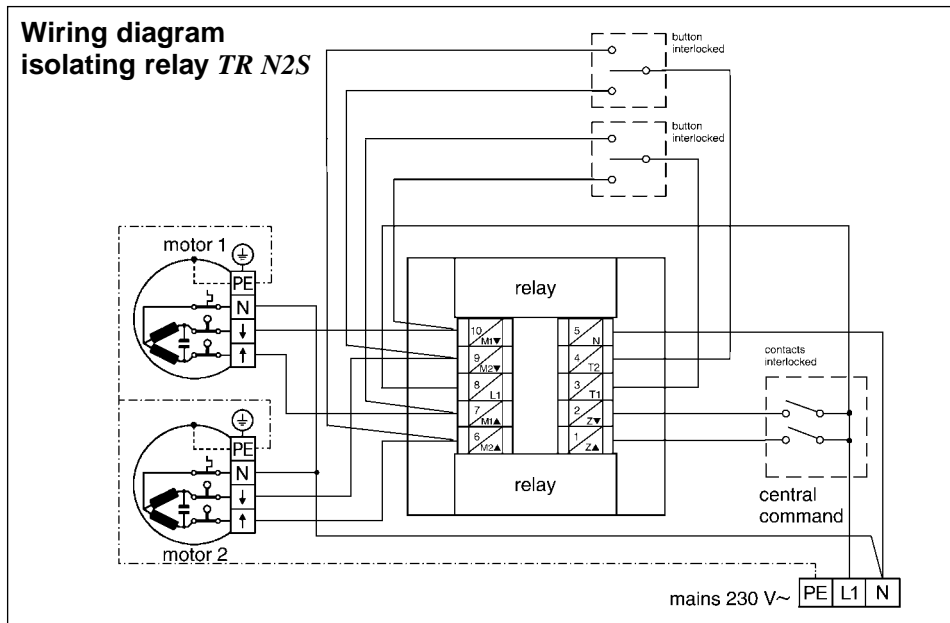 Wiring diagram
isolating relay TR N2S
button
interlocked
button
interlocked
motor 1
PE
N
↓
↑
relay
10 M1▼
5 N
9 M2▼
4 T2
8 L1
3 T1
7 M1▲
2 Z▼
6 M2▲
1 Z▲
relay
contacts
interlocked
central
command
PE
N
↓
↑
motor 2
mains 230 V~ PE L1 N